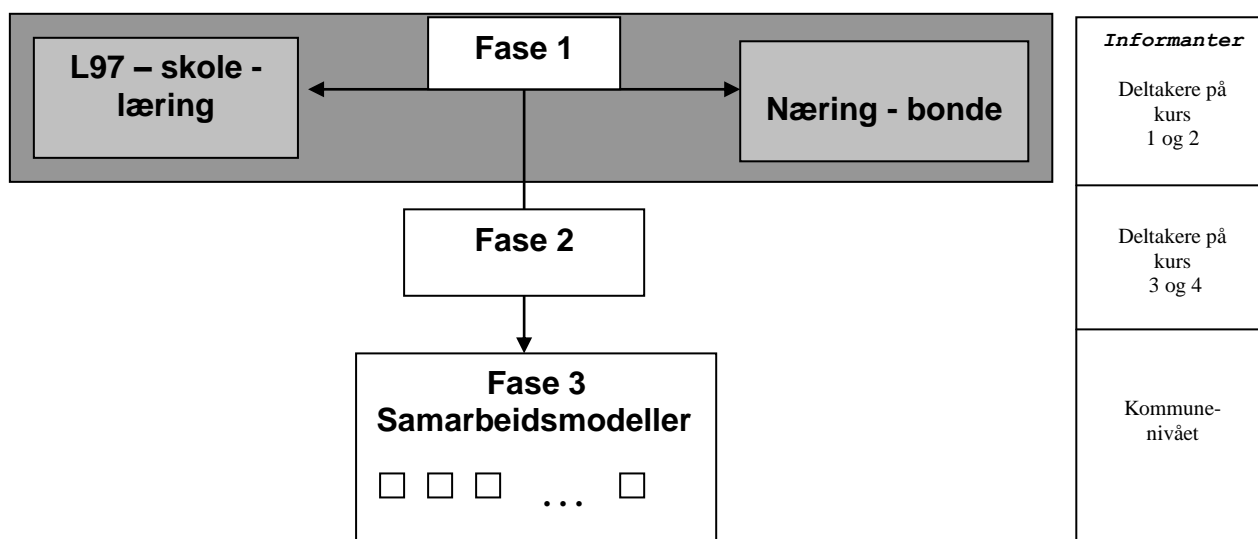 Fase 1
L97 – skole -
læring
Næring - bonde
Fase 2
Fase 3
Samarbeidsmodeller
...
Informanter
Deltakere på
kurs
1 og 2
Deltakere på
kurs
3 og 4
Kommune-
nivået